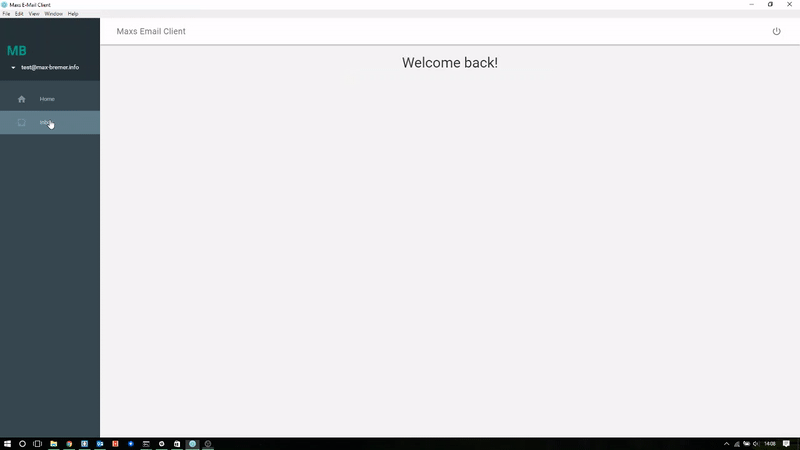 Maxs E-Mail Client
File Edit View Window Help
MB
test@max-bremer.info
Maxs Email Client
Welcome back!
Home
14:08